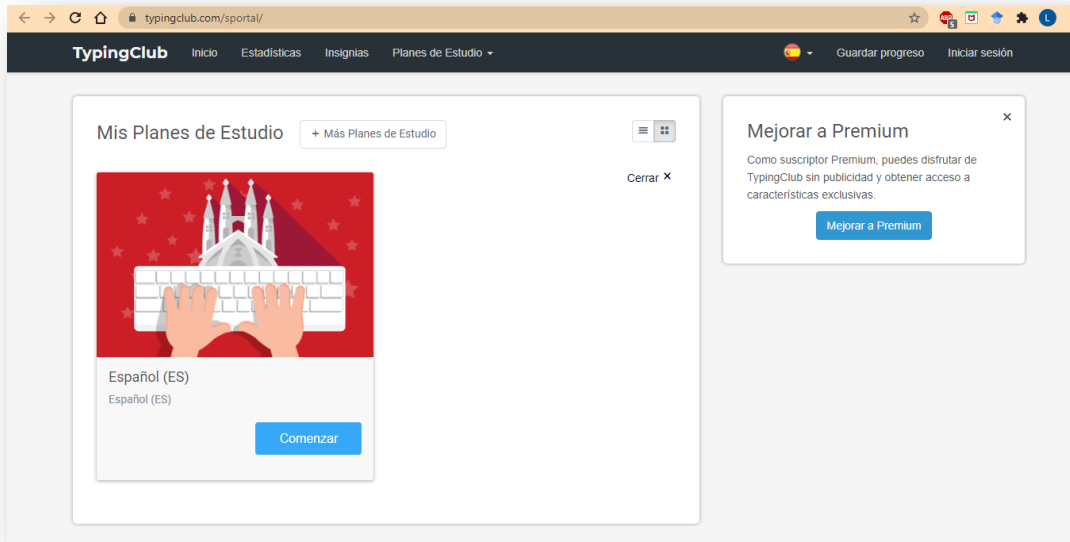 typingclub.com/sportal/
ABP
5
L
TypingClub Inicio Estadísticas Insignias Planes de Estudio Guardar progreso Iniciar sesión
Mis Planes de Estudio + Más Planes de Estudio
Cerrar ×
Español (ES)
Español (ES)
Comenzar
×
Mejorar a Premium
Como suscriptor Premium, puedes disfrutar de
TypingClub sin publicidad y obtener acceso a
características exclusivas.
Mejorar a Premium